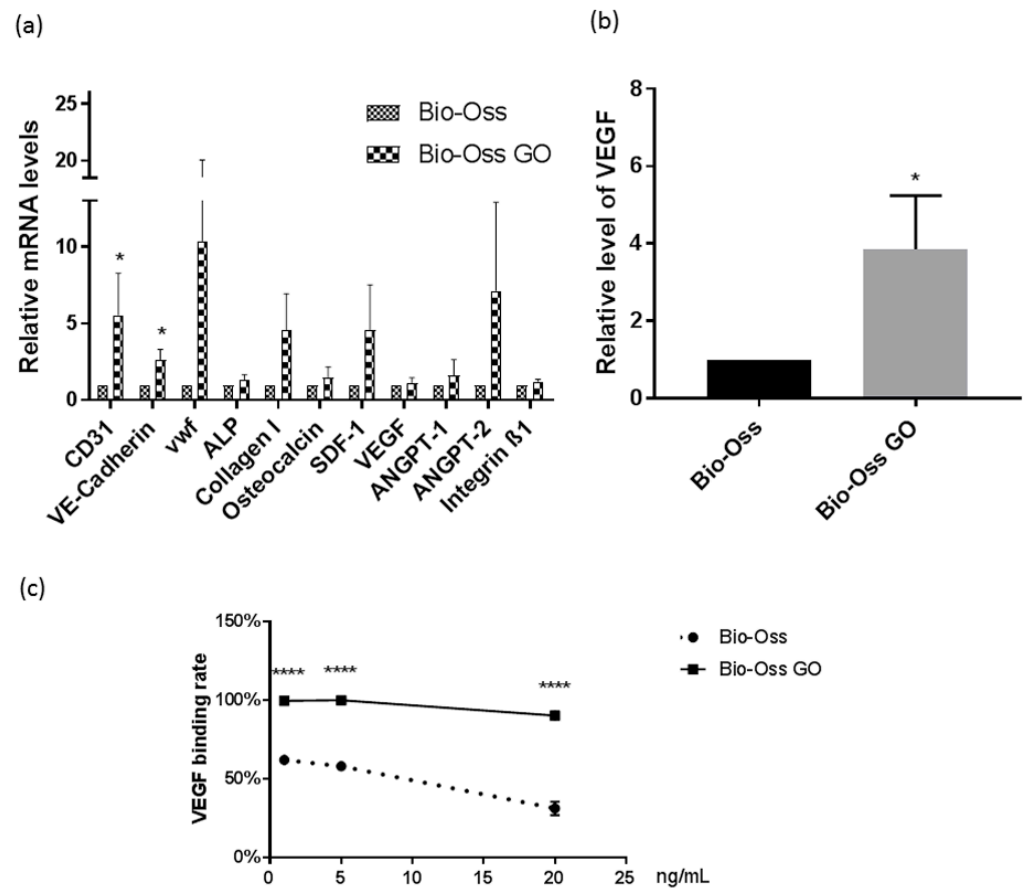 (a)
Relative mRNA levels
25
20
10
5
0
Bio-Oss
Bio-Oss GO
*
*
CD31
VE-Cadherin
vwf
ALP
Collagen I
Osteocalcin
SDF-1
VEGF
ANGPT-1
ANGPT-2
Integrin ß1
(b)
Relative level of VEGF
8
6
4
2
0
*
Bio-Oss
Bio-Oss GO
(c)
VEGF binding rate
150%
100%
50%
0%
****
****
****
0
5
10
15
20
25
ng/mL
Bio-Oss
Bio-Oss GO